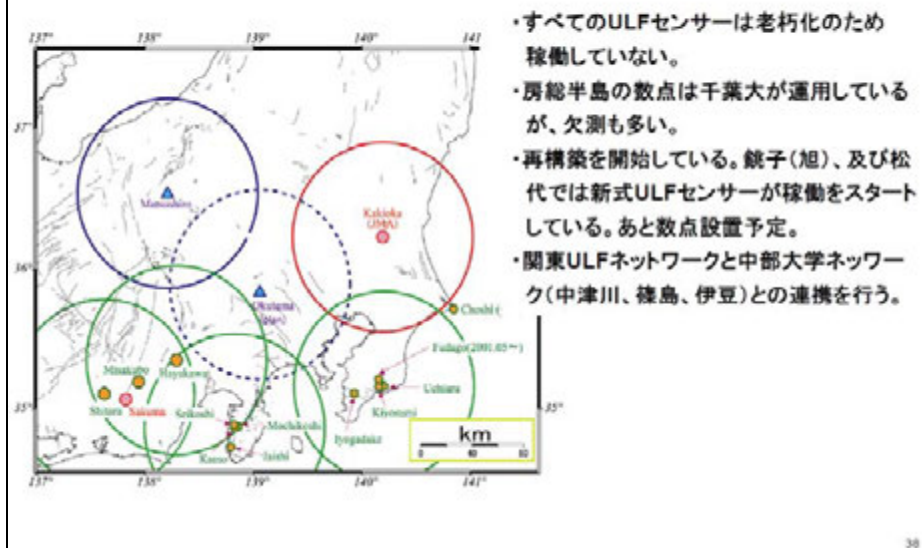 137° 138° 139° 140° 141°
37°
36°
35°
35°
Matsushiro
Kakioka
(JMA)
Okutama
Choshi (
Fudago(2001.05～)
Uchiura
Kiyosumi
Iyogadake
Misakubo
Hayakawa
Shitara
Sakuma
Seikoshi
Mochikoshi
Kamo
km
0
137° 138° 139° 140° 141°
・すべてのULFセンサーは老朽化のため
稼働していない。
・房総半島の数点は千葉大が運用している
が、欠測も多い。
・再構築を開始している。銚子（旭）、及び松
代では新式ULFセンサーが稼働をスタート
している。あと数点設置予定。
・関東ULFネットワークと中部大学ネッワー
ク（中津川、篠島、伊豆）との連携を行う。